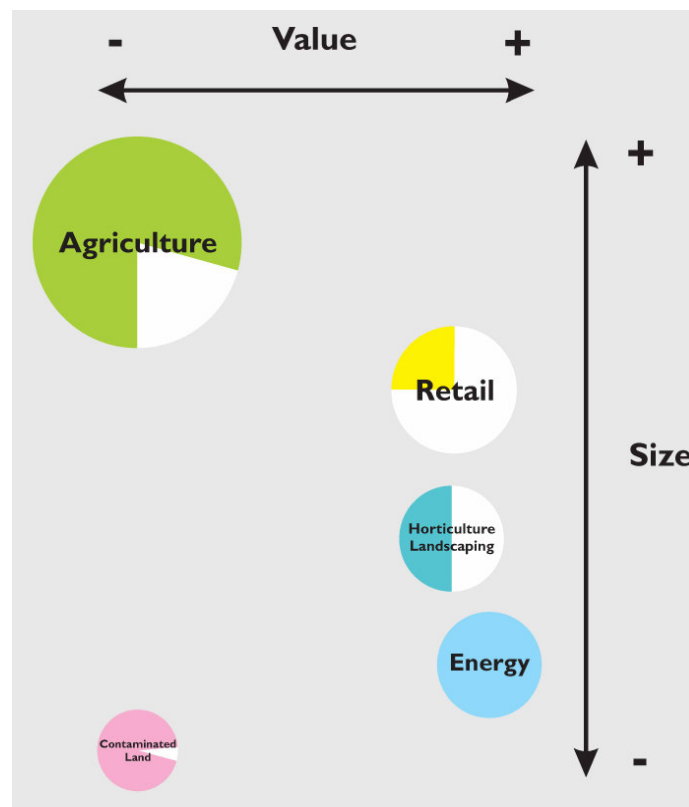 - Value +
+
Agriculture
Retail
Size
Horticulture
Landscaping
Energy
Contaminated
Land
-